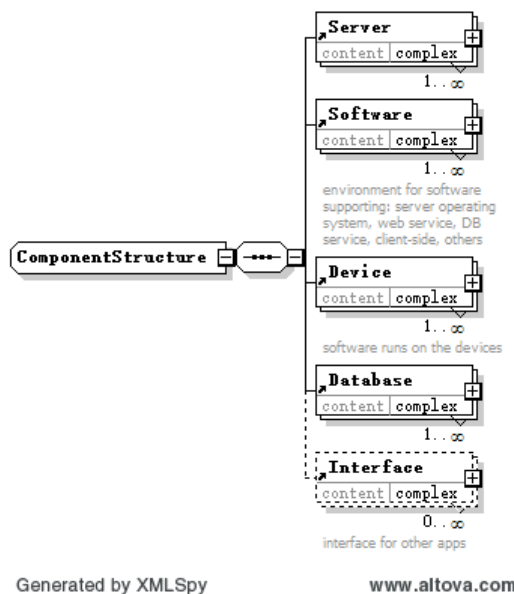 Server
content complex
1..∞
Software
content complex
1..∞
environment for software
supporting: server operating
system, web service, DB
service, client-side, others
ComponentStructure
Device
content complex
1..∞
software runs on the devices
Database
content complex
1..∞
Interface
content complex
0..∞
interface for other apps
Generated by XMLSpy www.altova.com